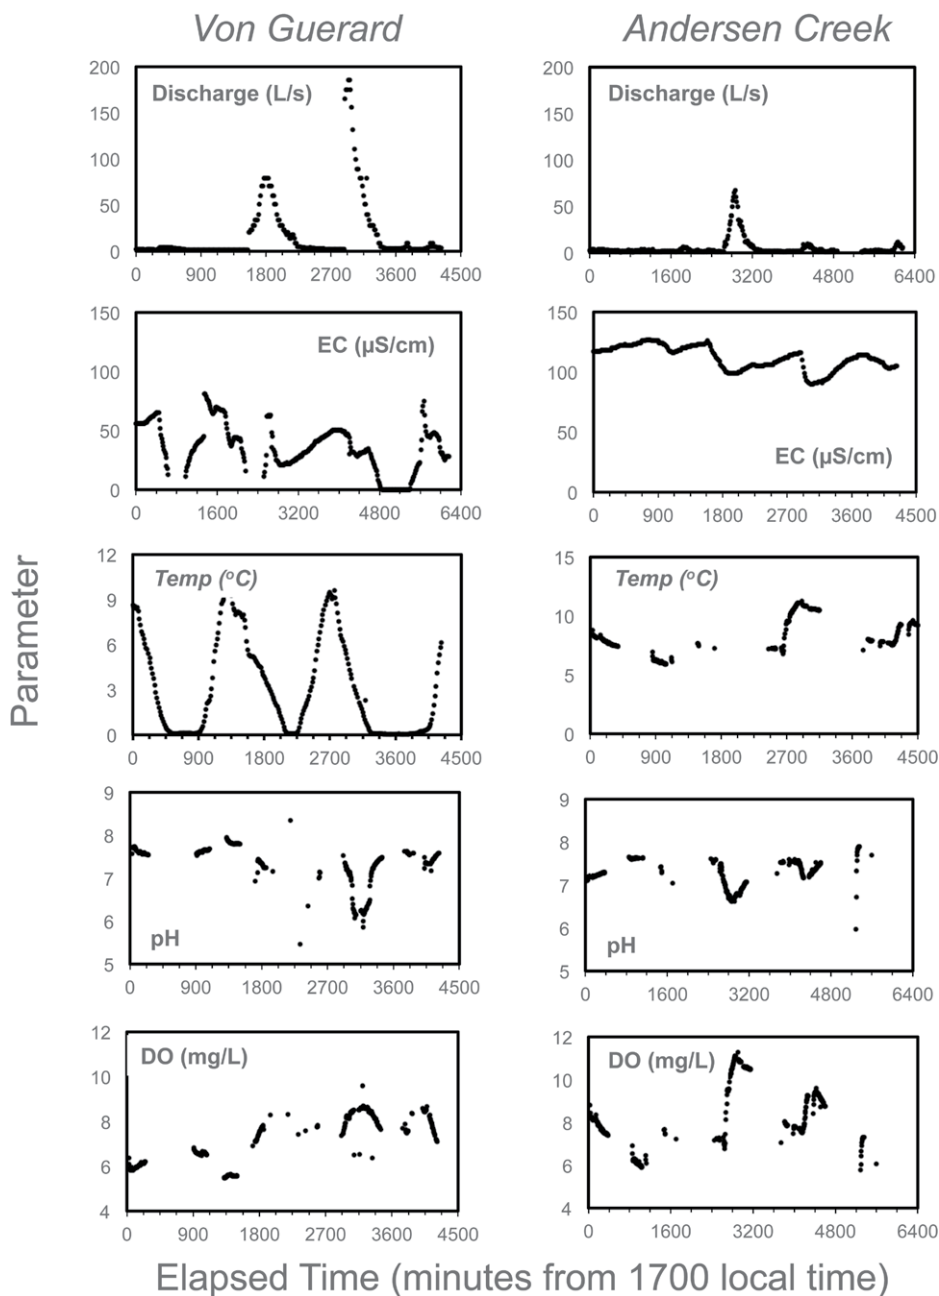 Von Guerard
Andersen Creek
200
150
100
50
0
Discharge (L/s)
0 900 1800 2700 3600 4500
200
150
100
50
0
Discharge (L/s)
0 1600 3200 4800 6400
150
100
50
0
EC (µS/cm)
0 1600 3200 4800 6400
150
100
50
0
EC (µS/cm)
0 900 1800 2700 3600 4500
Parameter
12
9
6
3
0
Temp (ºC)
0 900 1800 2700 3600 4500
15
10
5
0
Temp (ºC)
0 900 1800 2700 3600 4500
9
8
7
6
5
pH
0 900 1800 2700 3600 4500
9
8
7
6
5
pH
0 1600 3200 4800 6400
12
10
8
6
4
DO (mg/L)
0 900 1800 2700 3600 4500
12
10
8
6
4
DO (mg/L)
0 1600 3200 4800 6400
Elapsed Time (minutes from 1700 local time)